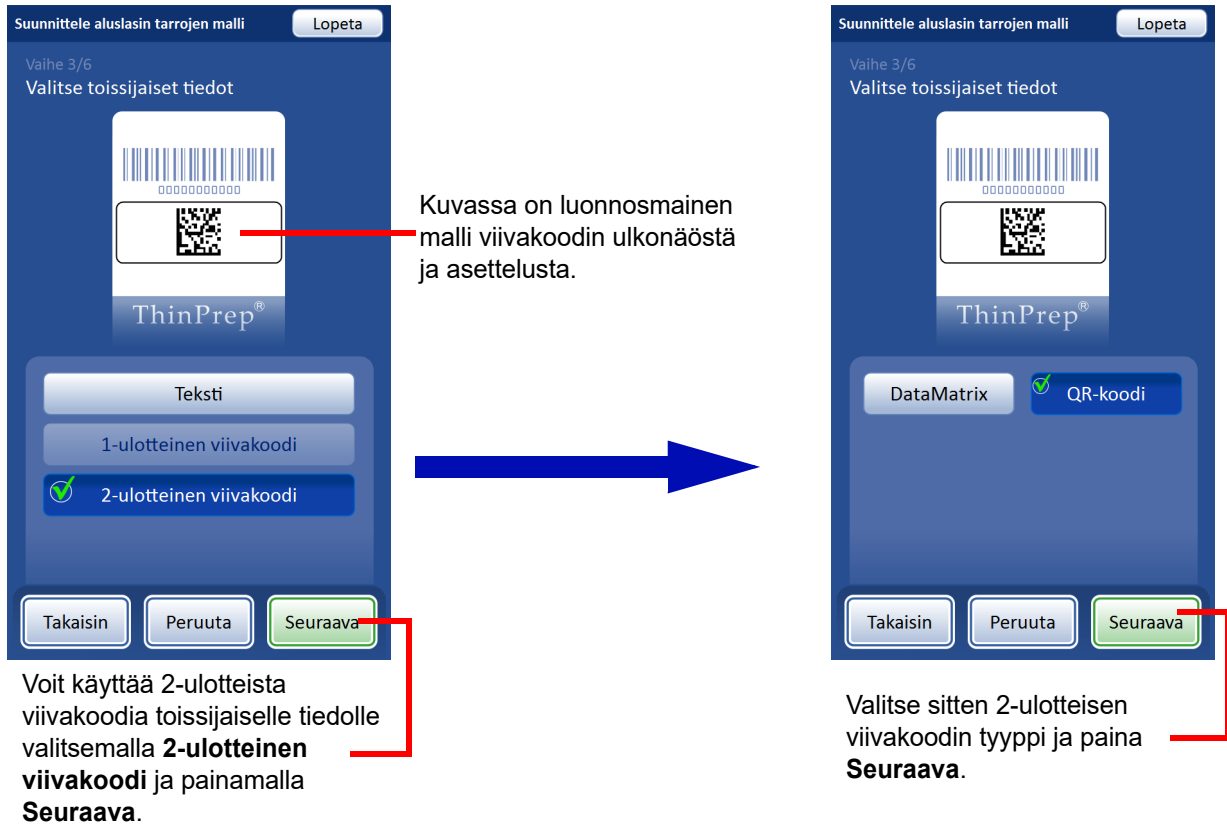 Suunnittele aluslasin tarrojen malli
Lopeta
Vaihe 3/6
Valitse toissijaiset tiedot
00000000000
ThinPrep®
Teksti
1-ulotteinen viivakoodi
2-ulotteinen viivakoodi
Takaisin
Peruuta
Seuraava
Kuvassa on luonnosmainen
malli viivakoodin ulkonäöstä
ja asettelusta.
Voit käyttää 2-ulotteista
viivakoodia toissijaiselle tiedolle
valitsemalla 2-ulotteinen
viivakoodi ja painamalla
Seuraava.
Suunnittele aluslasin tarrojen malli
Lopeta
Vaihe 3/6
Valitse toissijaiset tiedot
00000000000
ThinPrep®
DataMatrix
QR-koodi
Takaisin
Peruuta
Seuraava
Valitse sitten 2-ulotteisen
viivakoodin tyyppi ja paina
Seuraava.